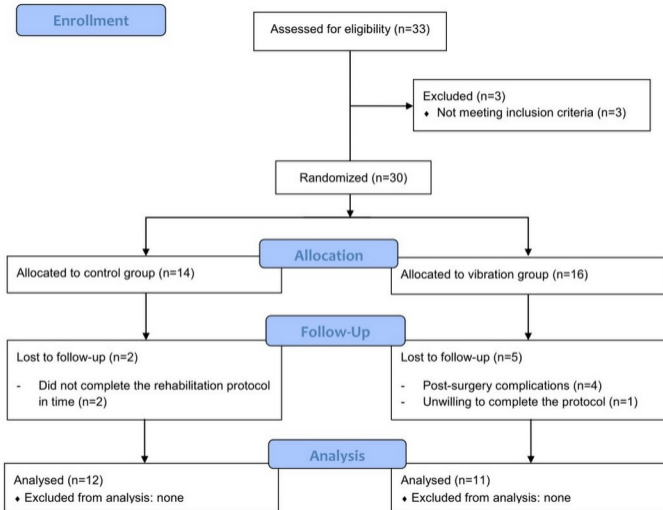 Enrollment
Assessed for eligibility (n=33)
Excluded (n=3)
♦ Not meeting inclusion criteria (n=3)
Randomized (n=30)
Allocation
Allocated to control group (n=14)
Allocated to vibration group (n=16)
Follow-Up
Lost to follow-up (n=2)
- Did not complete the rehabilitation protocol
in time (n=2)
Lost to follow-up (n=5)
- Post-surgery complications (n=4)
- Unwilling to complete the protocol (n=1)
Analysis
Analysed (n=12)
♦ Excluded from analysis: none
Analysed (n=11)
♦ Excluded from analysis: none